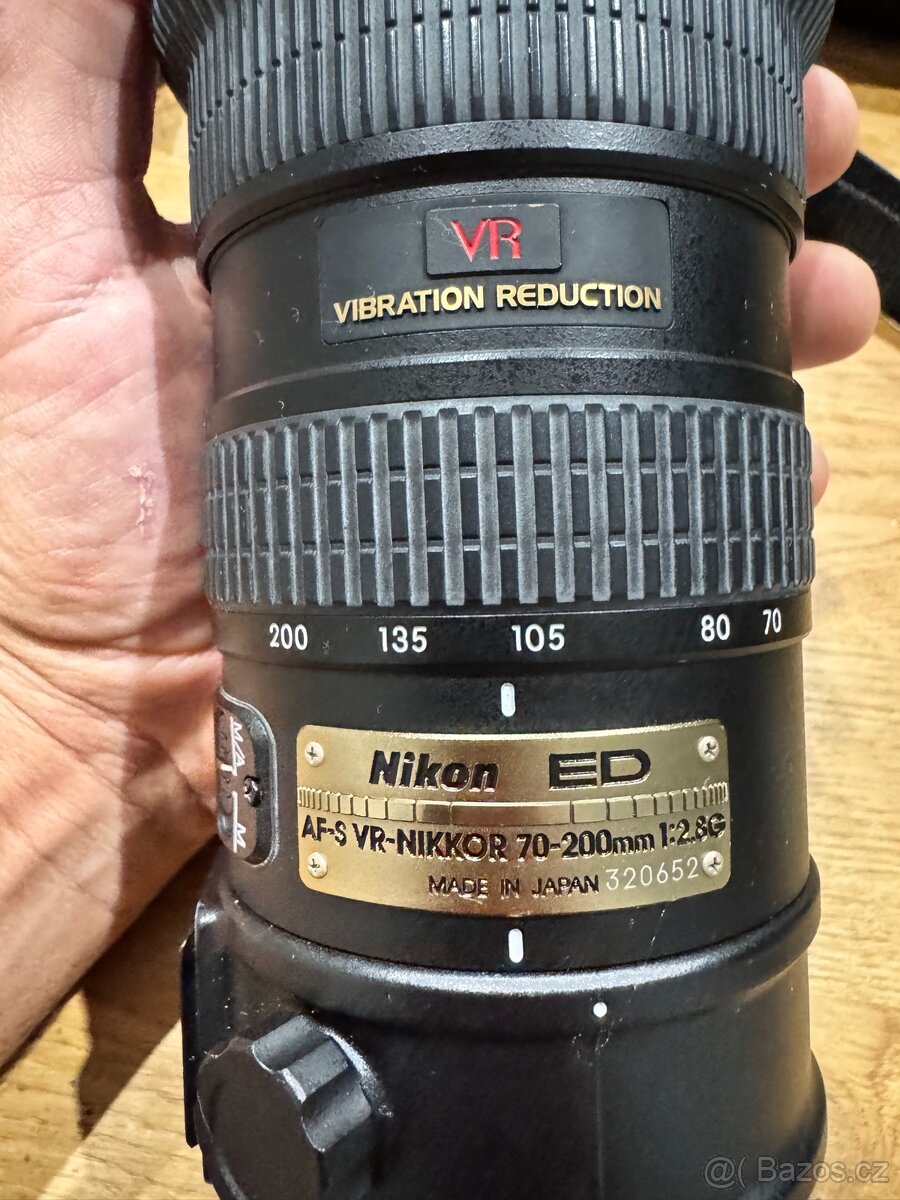 VR
VIBRATION REDUCTION
200 135 105 80 70
M/A
M
Nikon ED
AF-S VR-NIKKOR 70-200mm 1:2.8G
MADE IN JAPAN 320652
@( Bazoš.cz